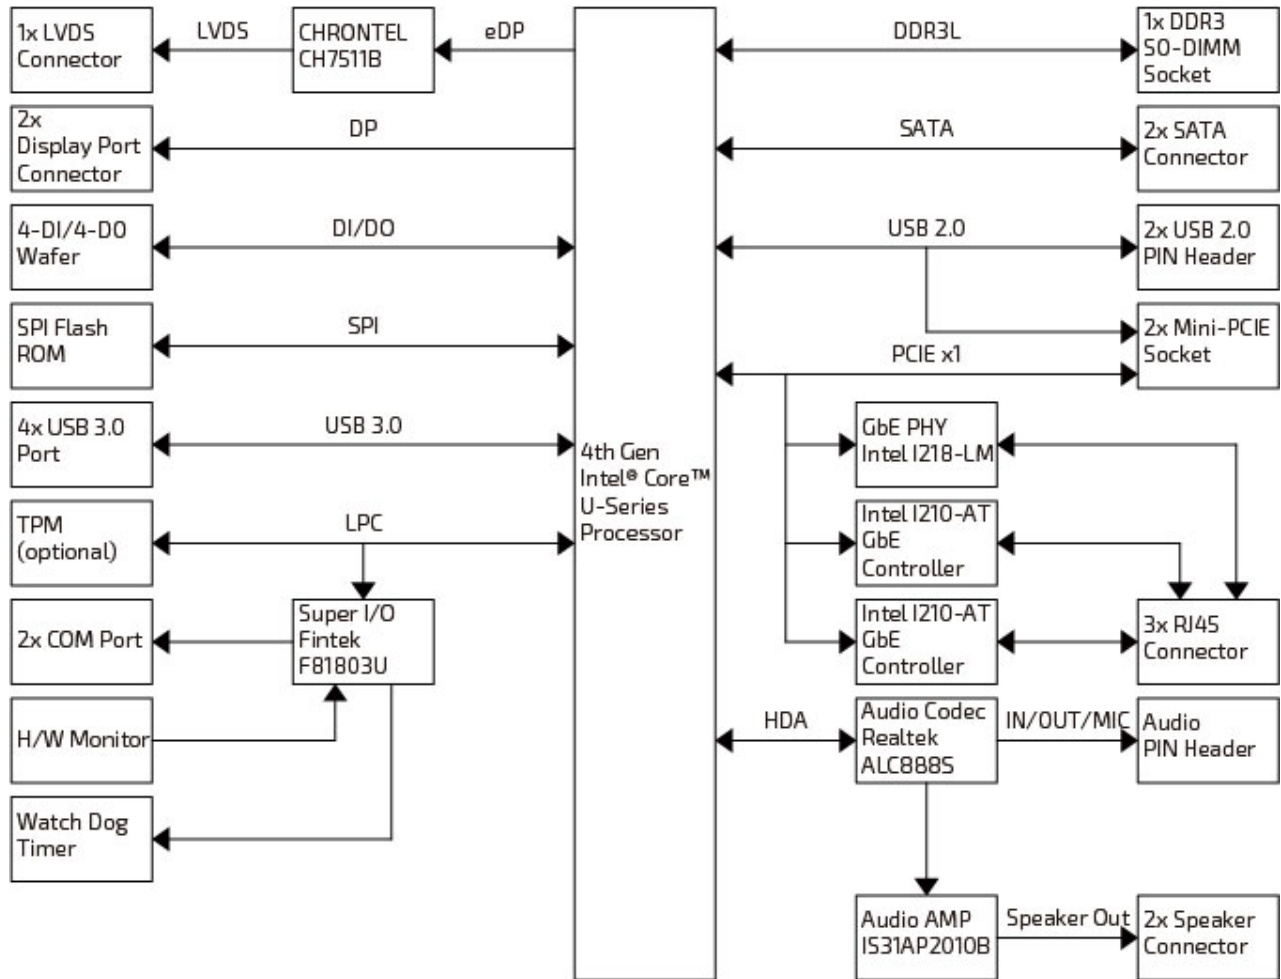 1x LVDS
Connector
LVDS
CHRONTEL
CH7511B
eDP
DDR3L
1x DDR3
SO-DIMM
Socket
2x
Display Port
Connector
DP
SATA
2x SATA
Connector
4-DI/4-DO
Wafer
DI/DO
USB 2.0
2x USB 2.0
PIN Header
SPI Flash
ROM
SPI
2x Mini-PCIE
Socket
PCIE x1
4x USB 3.0
Port
USB 3.0
4th Gen
Intel® Core™
U-Series
Processor
GbE PHY
Intel I218-LM
TPM
(optional)
LPC
Intel I210-AT
GbE
Controller
2x COM Port
Super I/O
Fintek
F81803U
Intel I210-AT
GbE
Controller
3x RJ45
Connector
H/W Monitor
HDA
Audio Codec
Realtek
ALC888S
IN/OUT/MIC
Audio
PIN Header
Watch Dog
Timer
Audio AMP
IS31AP2010B
Speaker Out
2x Speaker
Connector